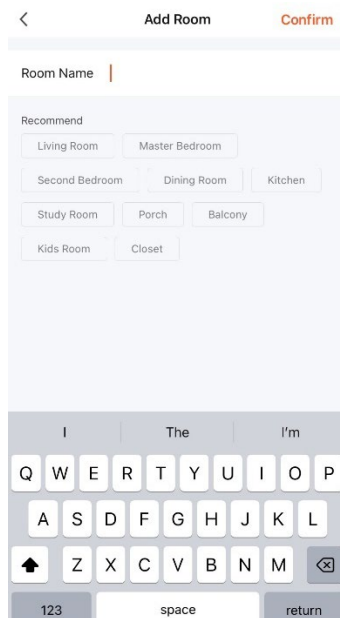 Add Room
Confirm
Room Name
Recommend
Living Room
Master Bedroom
Second Bedroom
Dining Room
Kitchen
Study Room
Porch
Balcony
Kids Room
Closet
I
The
I'm
Q W E R T Y U I O P
A S D F G H J K L
Z X C V B N M
123
space
return